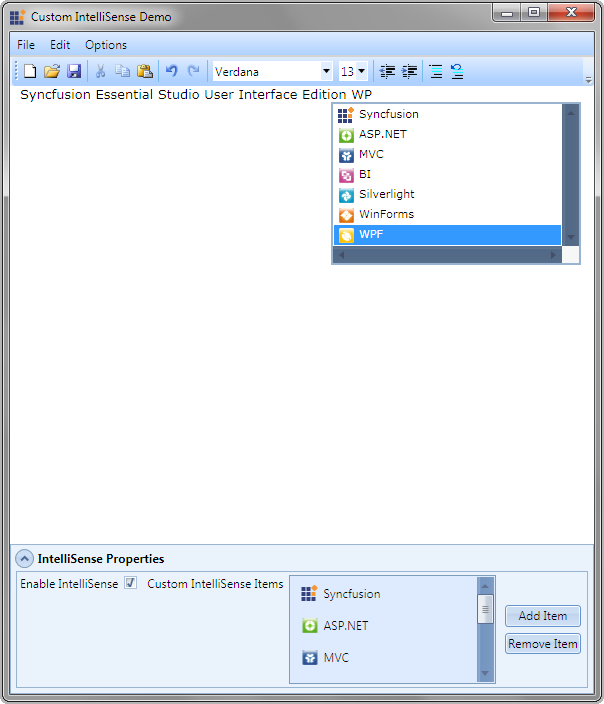 Custom IntelliSense Demo
File Edit Options
Verdana 13
Syncfusion Essential Studio User Interface Edition WP
Syncfusion
ASP.NET
MVC
BI
Silverlight
WinForms
WPF
IntelliSense Properties
Enable IntelliSense Custom IntelliSense Items
Syncfusion
ASP.NET
MVC
Add Item
Remove Item